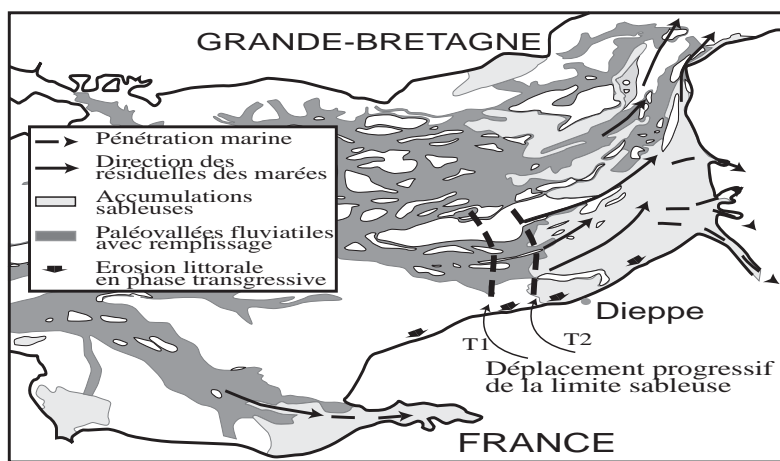 GRANDE-BRETAGNE
Pénétration marine
Direction des
résiduelles des marées
Accumulations
sableuses
Paléovallées fluviatiles
avec remplissage
Erosion littorale
en phase transgressive
Dieppe
T1
T2
Déplacement progressif
de la limite sableuse
FRANCE